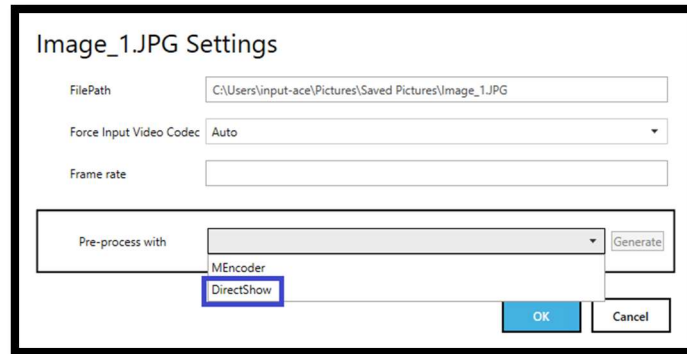 Image_1.JPG Settings
FilePath C:\Users\input-ace\Pictures\Saved Pictures\Image_1.JPG
Force Input Video Codec Auto
Frame rate
Pre-process with Generate
MEncoder
DirectShow
OK Cancel